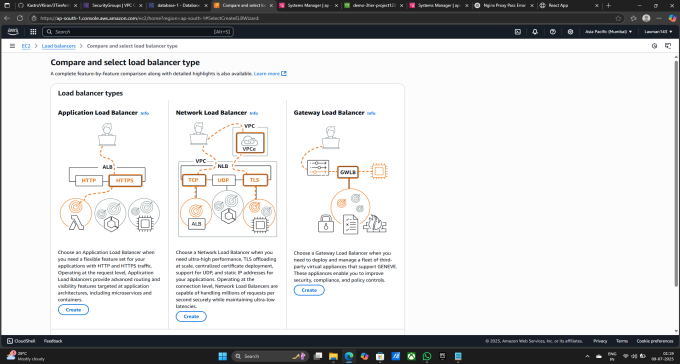 KastroVKiran/3TierA
SecurityGroups | VPC C
database-1 - Databas
Compare and select loa
Systems Manager | ap-s
demo-3tier-project123
Systems Manager | ap-s
Nginx Proxy Pass Error
React App
https://ap-south-1.console.aws.amazon.com/ec2/home?region=ap-south-1#SelectCreateELBWizard:
aws
Search
[Alt+S]
Asia Pacific (Mumbai)
EC2
Load balancers
Compare and select load balancer type
Compare and select load balancer type
A complete feature-by-feature comparison along with detailed highlights is also available. Learn more
Load balancer types
Application Load Balancer Info
ALB
HTTP
HTTPS
Choose an Application Load Balancer when
you need a flexible feature set for your
applications with HTTP and HTTPS traffic.
Operating at the request level, Application
Load Balancers provide advanced routing and
visibility features targeted at application
architectures, including microservices and
containers.
Create
Network Load Balancer Info
VPC
VPCe
VPC
NLB
TCP
UDP
TLS
ALB
Choose a Network Load Balancer when you
need ultra-high performance, TLS offloading
at scale, centralized certificate deployment,
support for UDP, and static IP addresses for
your applications. Operating at the
connection level, Network Load Balancers are
capable of handling millions of requests per
second securely while maintaining ultra-low
latencies.
Create
Gateway Load Balancer Info
GWLB
Choose a Gateway Load Balancer when you
need to deploy and manage a fleet of third-
party virtual appliances that support GENEVE.
These appliances enable you to improve
security, compliance, and policy controls.
Create
CloudShell
Feedback
© 2025, Amazon Web Services, Inc. or its affiliates.
Privacy
Terms
Cookie preferences
29°C
Mostly cloudy
Search
ENG
IN
09-07-2025